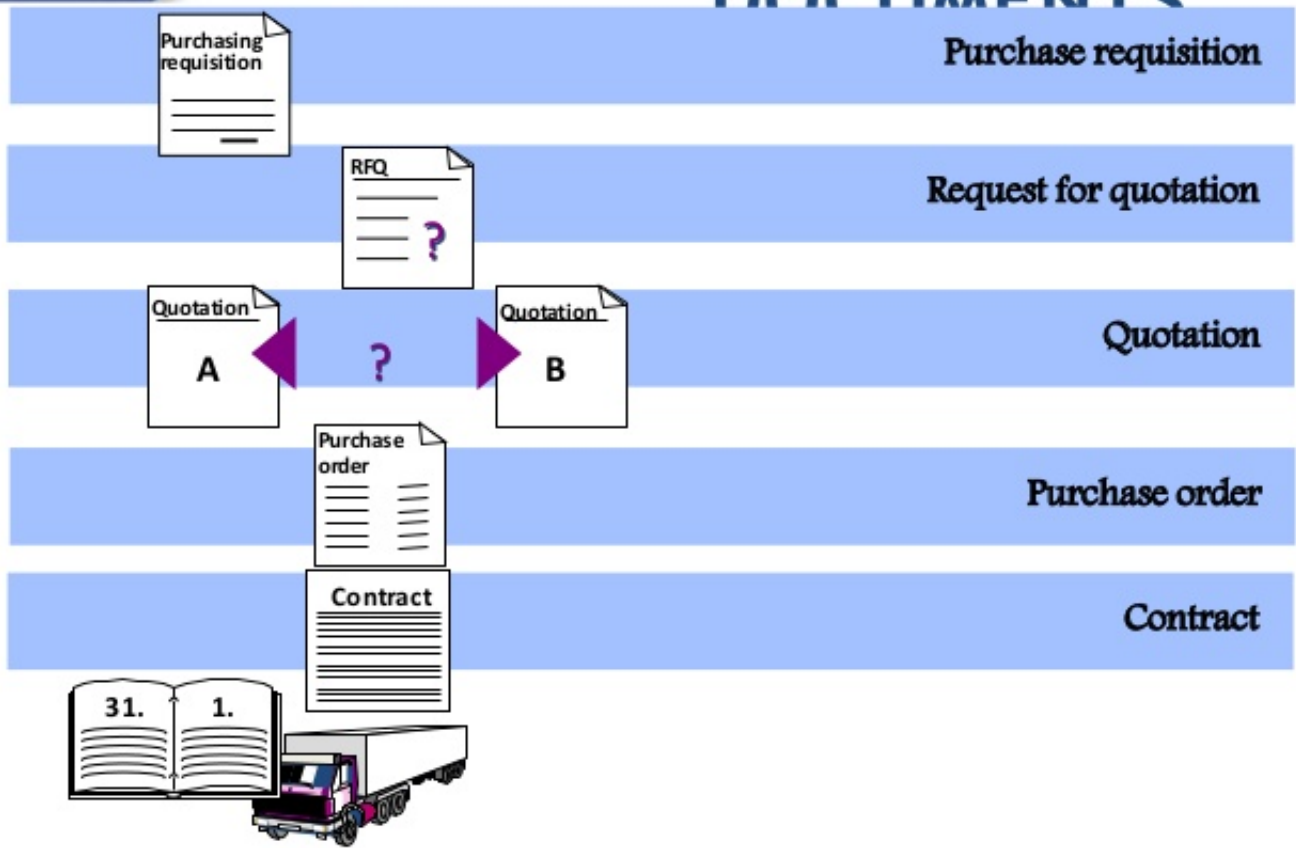 DOCUMENTS
Purchasing
requisition
Purchase requisition
RFQ
?
Request for quotation
Quotation
A
?
Quotation
B
Quotation
Purchase
order
Purchase order
Contract
Contract
31.
1.